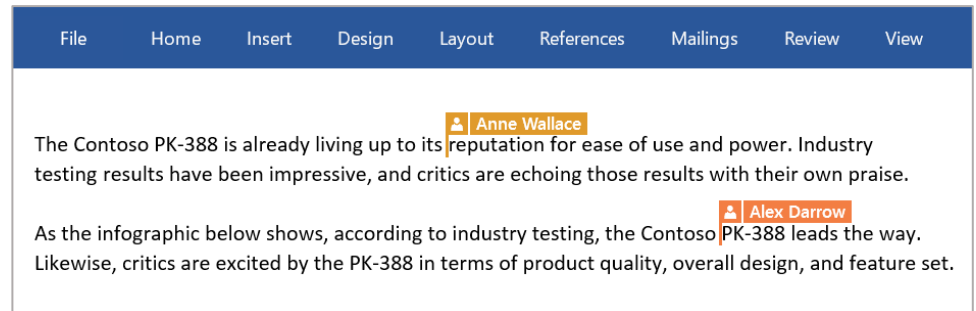 File Home Insert Design Layout References Mailings Review View
Anne Wallace
The Contoso PK-388 is already living up to its reputation for ease of use and power. Industry
testing results have been impressive, and critics are echoing those results with their own praise.
Alex Darrow
As the infographic below shows, according to industry testing, the Contoso PK-388 leads the way.
Likewise, critics are excited by the PK-388 in terms of product quality, overall design, and feature set.